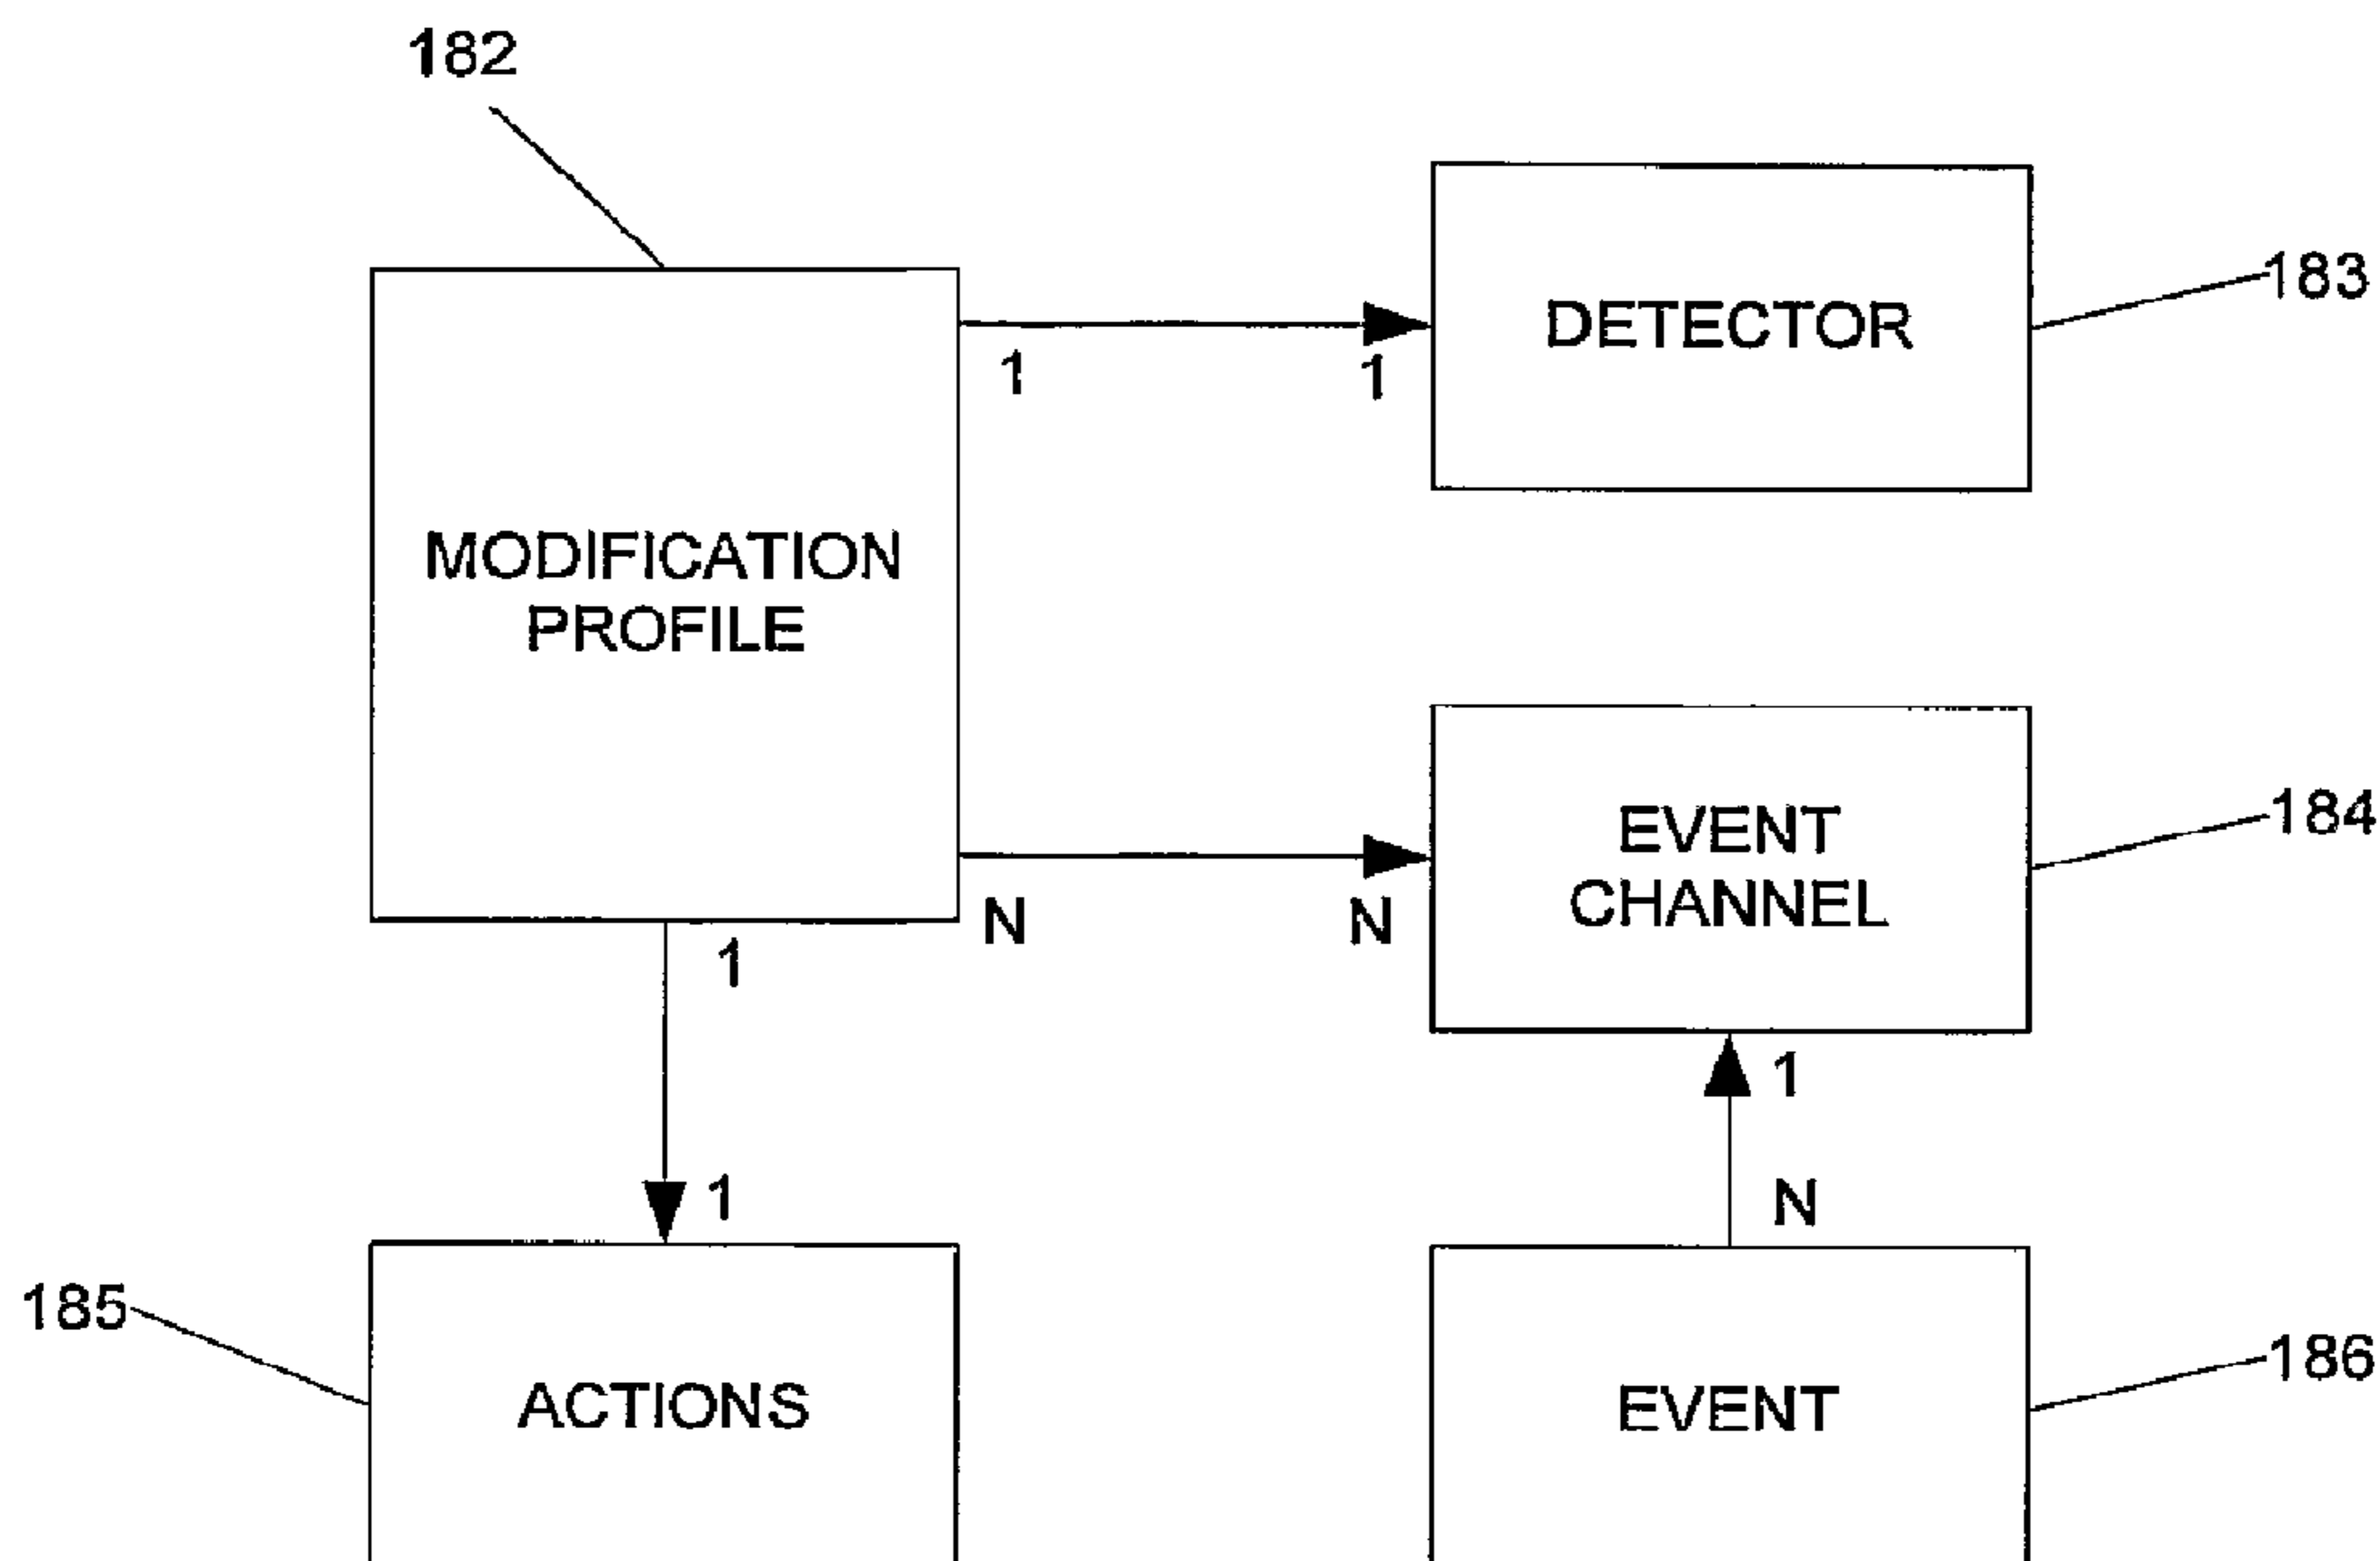 182
183
DETECTOR
1 1
MODIFICATION
PROFILE
184
EVENT
CHANNEL
N N
1
1
1
N
185
186
ACTIONS
EVENT